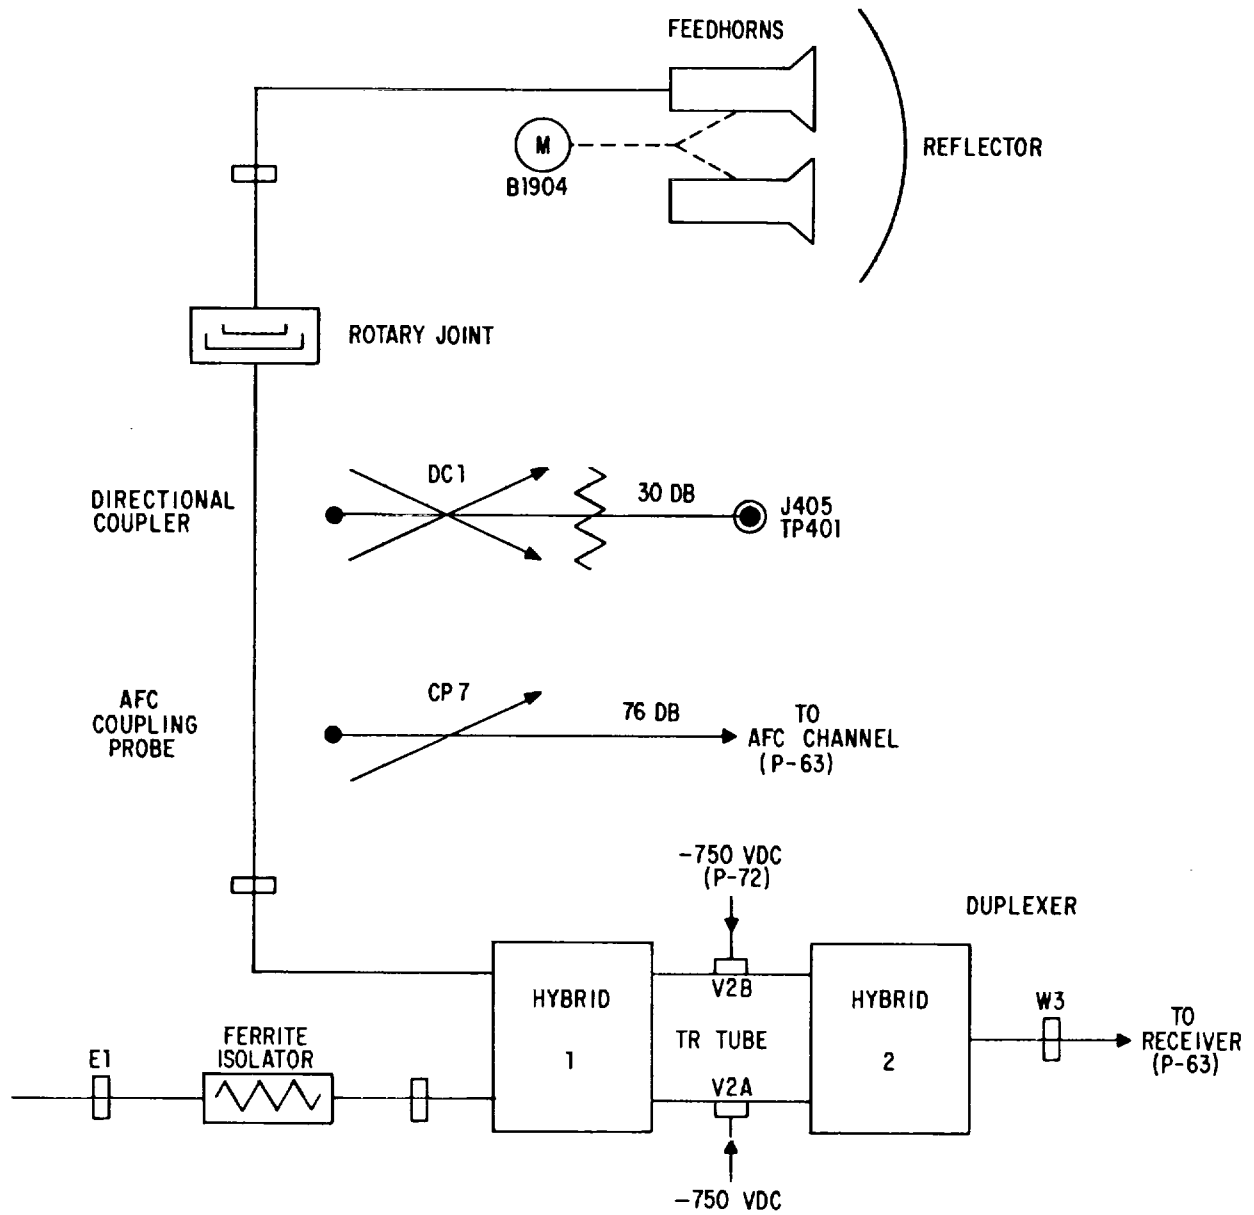 FEEDHORNS
M
B1904
REFLECTOR
ROTARY JOINT
DIRECTIONAL
COUPLER
DC1
30 DB
J405
TP401
AFC
COUPLING
PROBE
CP7
76 DB
TO
AFC CHANNEL
(P-63)
-750 VDC
(P-72)
DUPLEXER
HYBRID
1
V2B
TR TUBE
V2A
HYBRID
2
W3
TO
RECEIVER
(P-63)
E1
FERRITE
ISOLATOR
-750 VDC